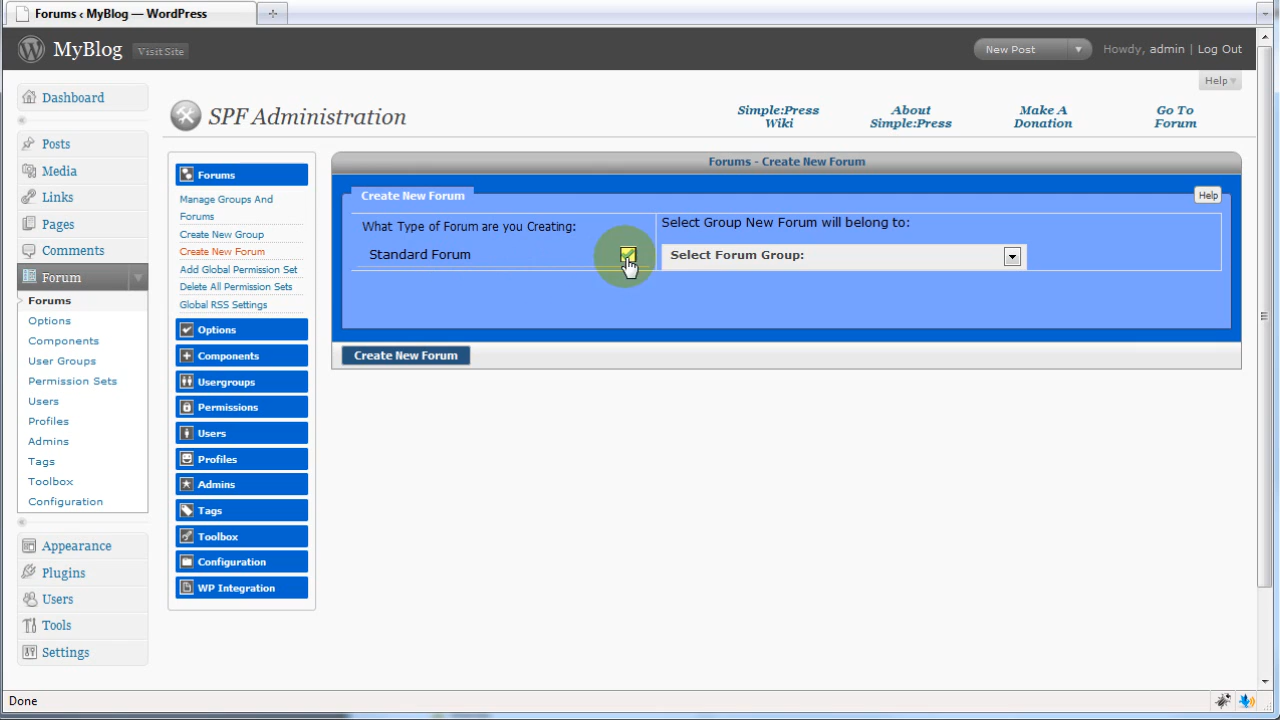 Forums ‹ MyBlog — WordPress
MyBlog Visit Site
New Post
Howdy, admin | Log Out
Help
SPF Administration
Simple:Press Wiki
About Simple:Press
Make A Donation
Go To Forum
Dashboard
Posts
Media
Links
Pages
Comments
Forum
Forums
Options
Components
User Groups
Permission Sets
Users
Profiles
Admins
Tags
Toolbox
Configuration
Appearance
Plugins
Users
Tools
Settings
Forums
Manage Groups And
Forums
Create New Group
Create New Forum
Add Global Permission Set
Delete All Permission Sets
Global RSS Settings
Options
Components
Usergroups
Permissions
Users
Profiles
Admins
Tags
Toolbox
Configuration
WP Integration
Forums - Create New Forum
Create New Forum
Help
What Type of Forum are you Creating:
Standard Forum
Select Group New Forum will belong to:
Select Forum Group:
Create New Forum
Done